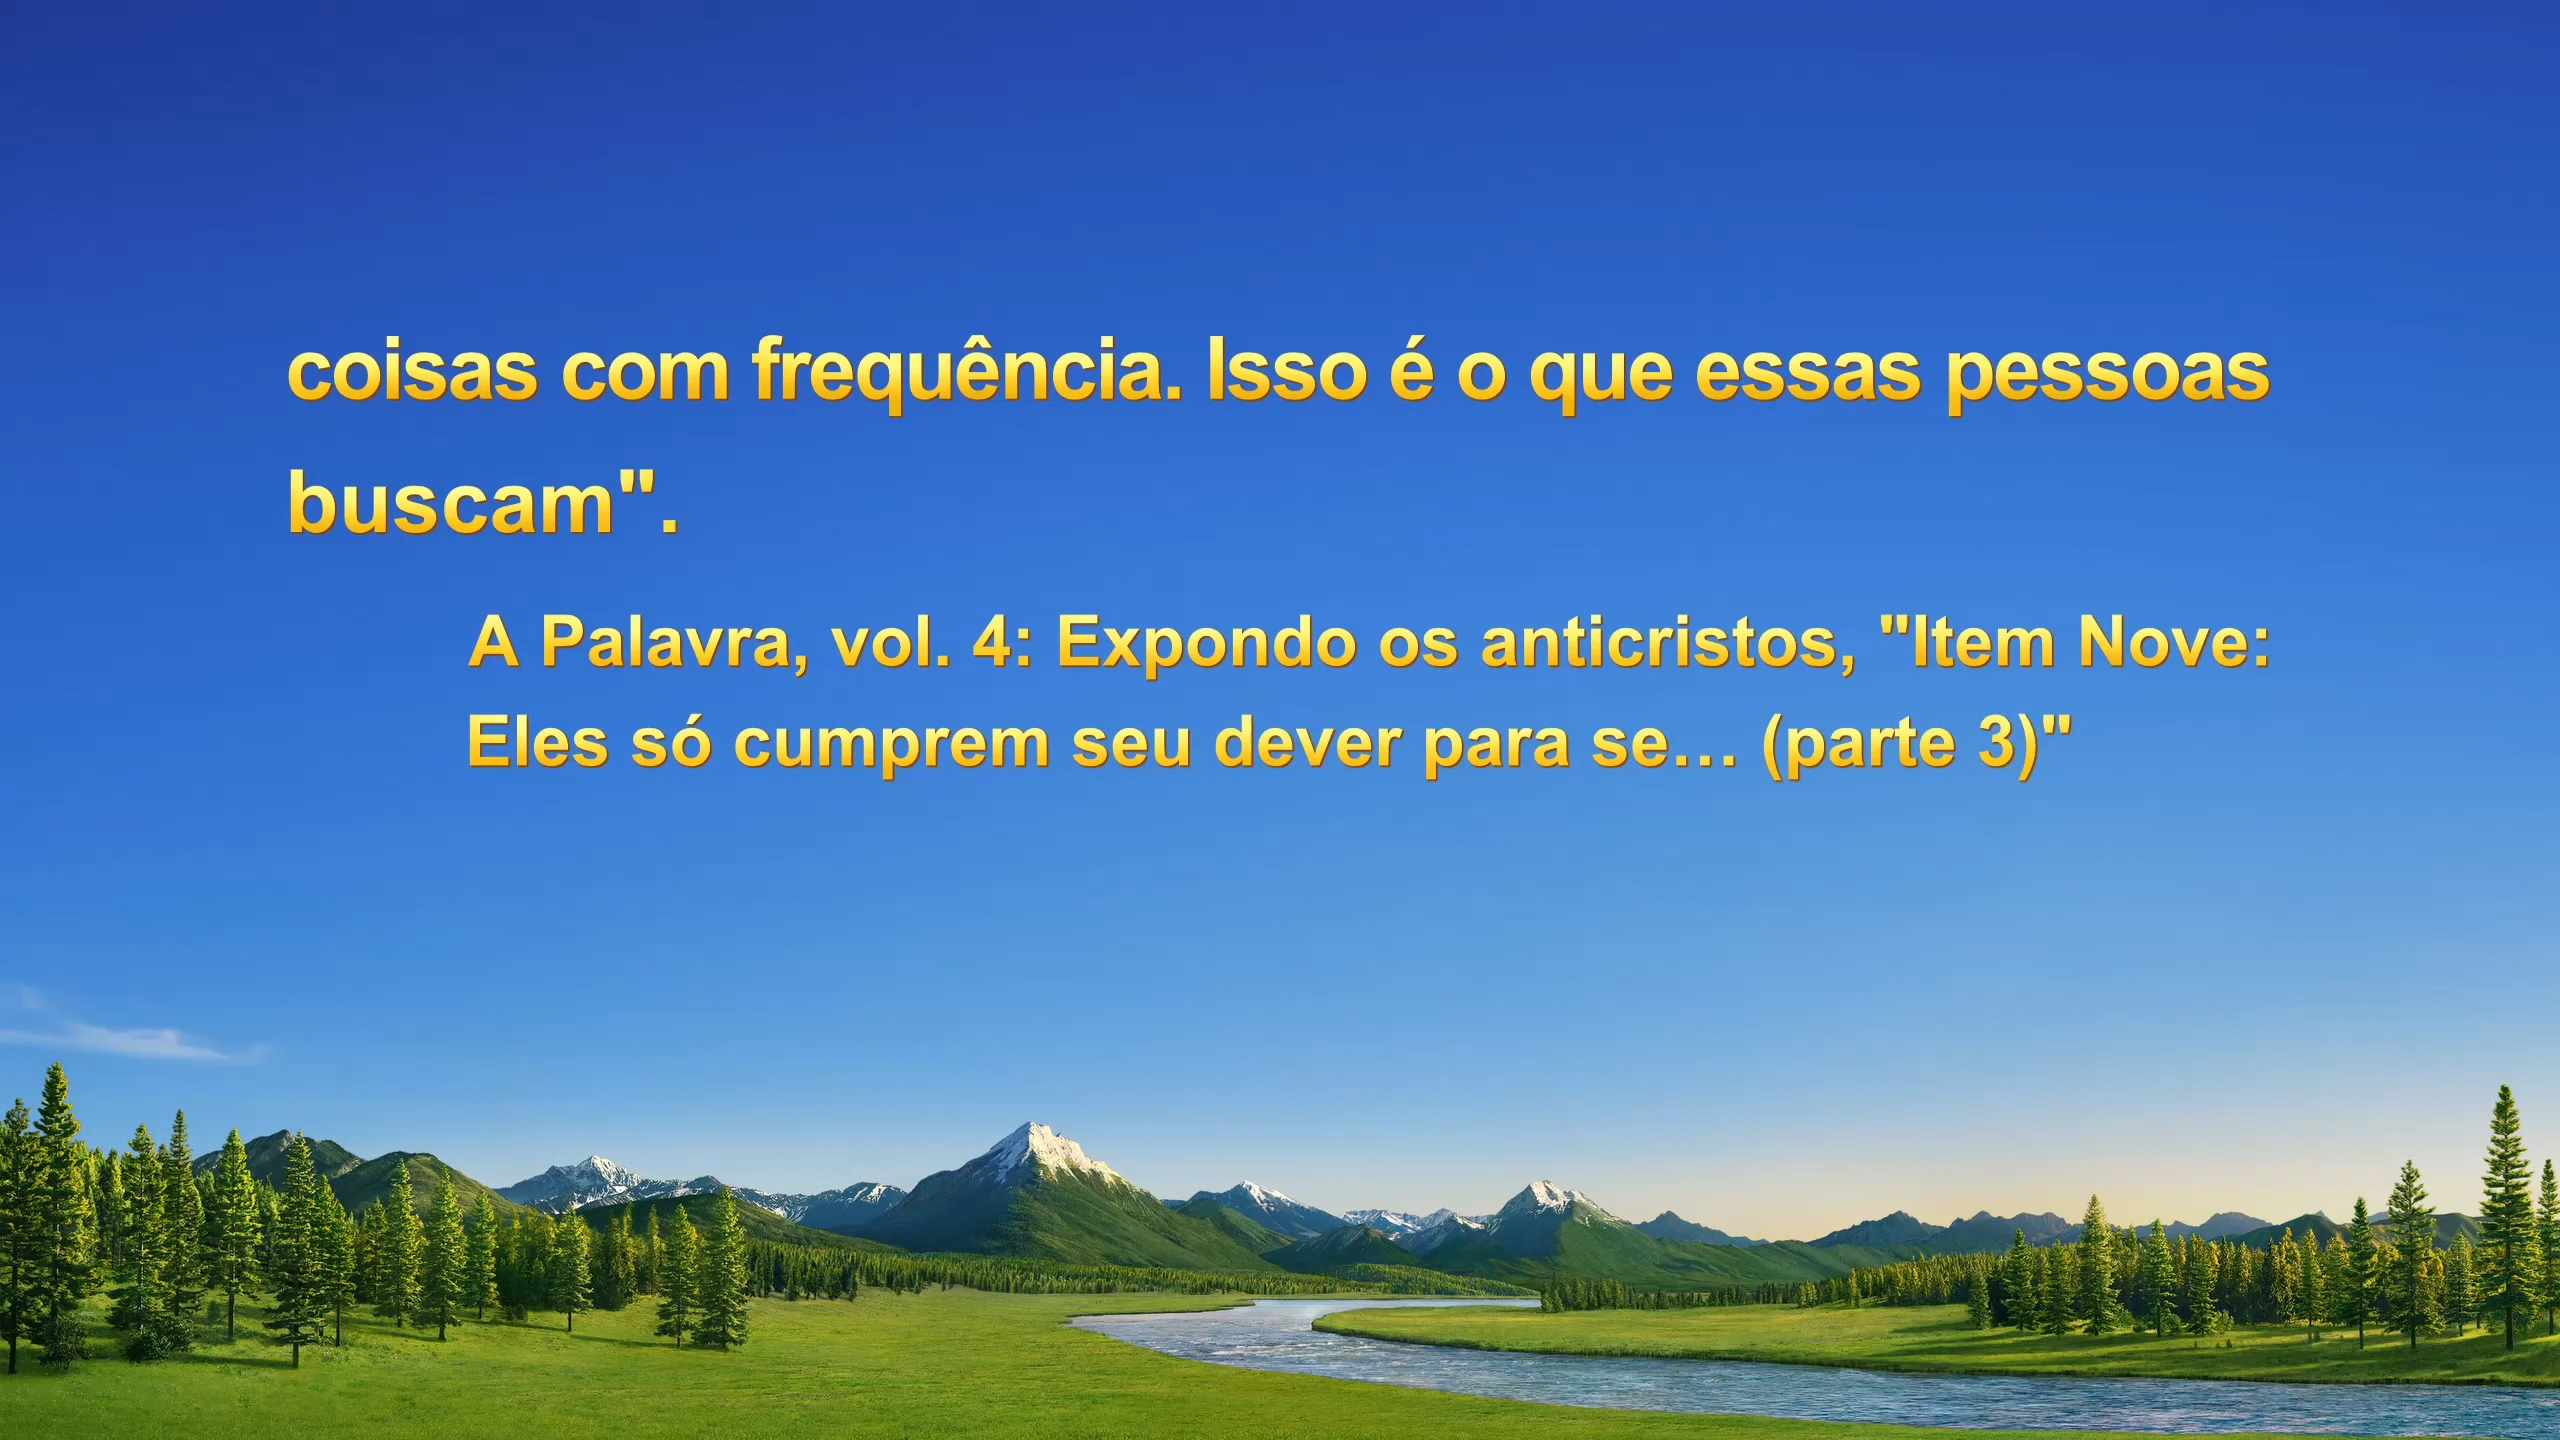 coisas com frequência. Isso é o que essas pessoas
buscam".
A Palavra, vol. 4: Expondo os anticristos, "Item Nove:
Eles só cumprem seu dever para se… (parte 3)"